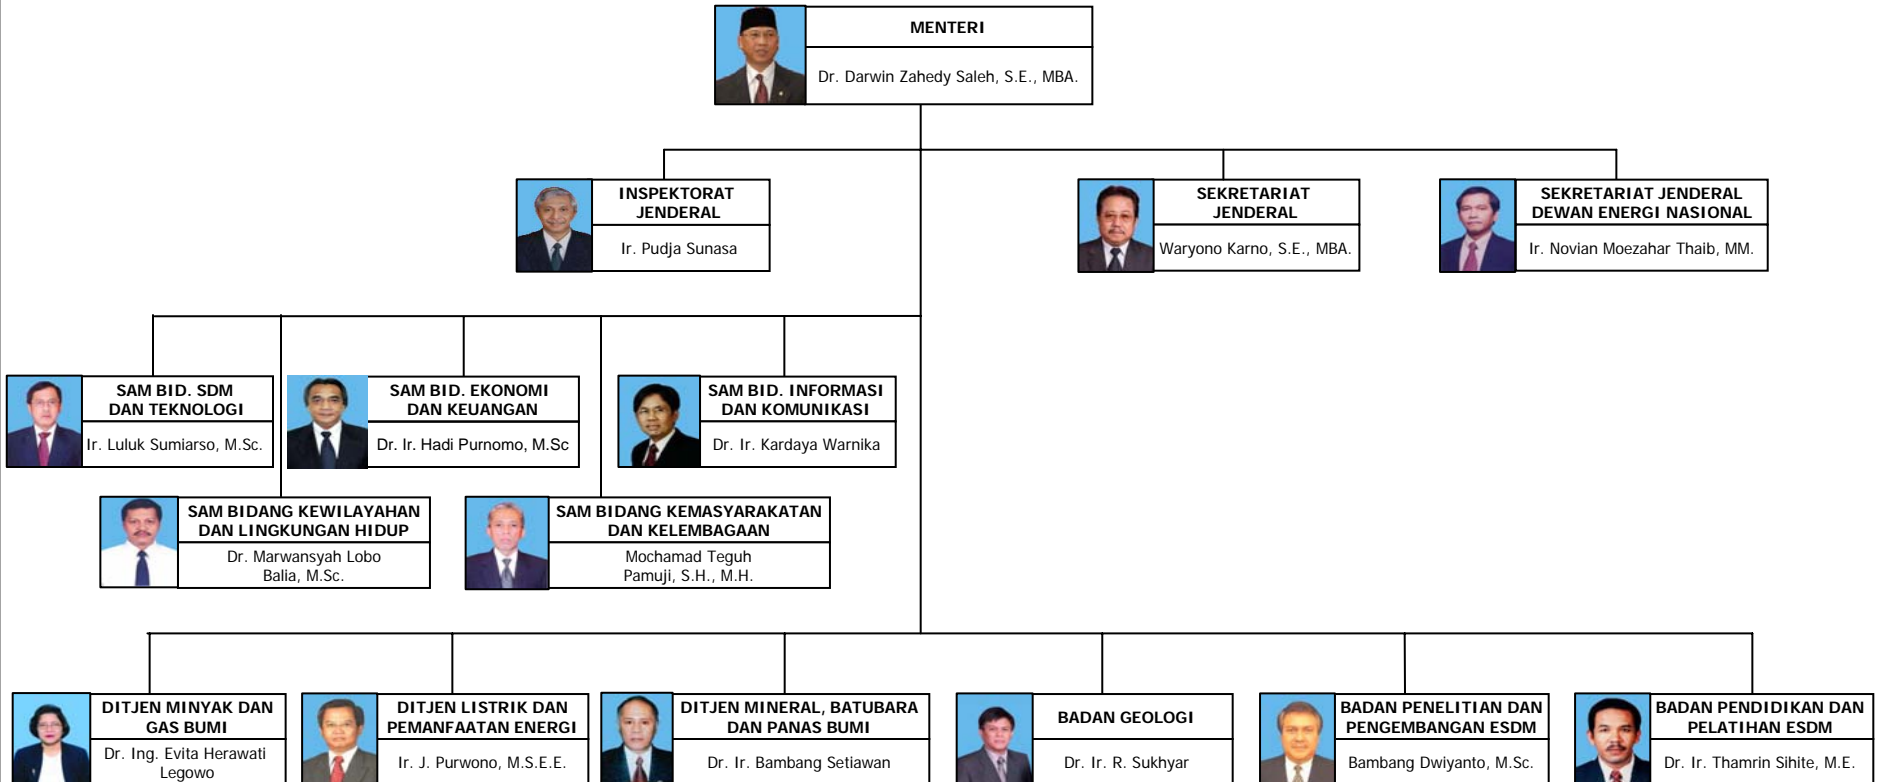 MENTERI
Dr. Darwin Zahedy Saleh, S.E., MBA.
INSPEKTORAT
JENDERAL
Ir. Pudja Sunasa
SEKRETARIAT
JENDERAL
Waryono Karno, S.E., MBA.
SEKRETARIAT JENDERAL
DEWAN ENERGI NASIONAL
Ir. Novian Moezahar Thaib, MM.
SAM BID. SDM
DAN TEKNOLOGI
Ir. Luluk Sumiarso, M.Sc.
SAM BID. EKONOMI
DAN KEUANGAN
Dr. Ir. Hadi Purnomo, M.Sc
SAM BID. INFORMASI
DAN KOMUNIKASI
Dr. Ir. Kardaya Warnika
SAM BIDANG KEWILAYAHAN
DAN LINGKUNGAN HIDUP
Dr. Marwansyah Lobo
Balia, M.Sc.
SAM BIDANG KEMASYARAKATAN
DAN KELEMBAGAAN
Mochamad Teguh
Pamuji, S.H., M.H.
DITJEN MINYAK DAN
GAS BUMI
Dr. Ing. Evita Herawati
Legowo
DITJEN LISTRIK DAN
PEMANFAATAN ENERGI
Ir. J. Purwono, M.S.E.E.
DITJEN MINERAL, BATUBARA
DAN PANAS BUMI
Dr. Ir. Bambang Setiawan
BADAN GEOLOGI
Dr. Ir. R. Sukhyar
BADAN PENELITIAN DAN
PENGEMBANGAN ESDM
Bambang Dwiyanto, M.Sc.
BADAN PENDIDIKAN DAN
PELATIHAN ESDM
Dr. Ir. Thamrin Sihite, M.E.